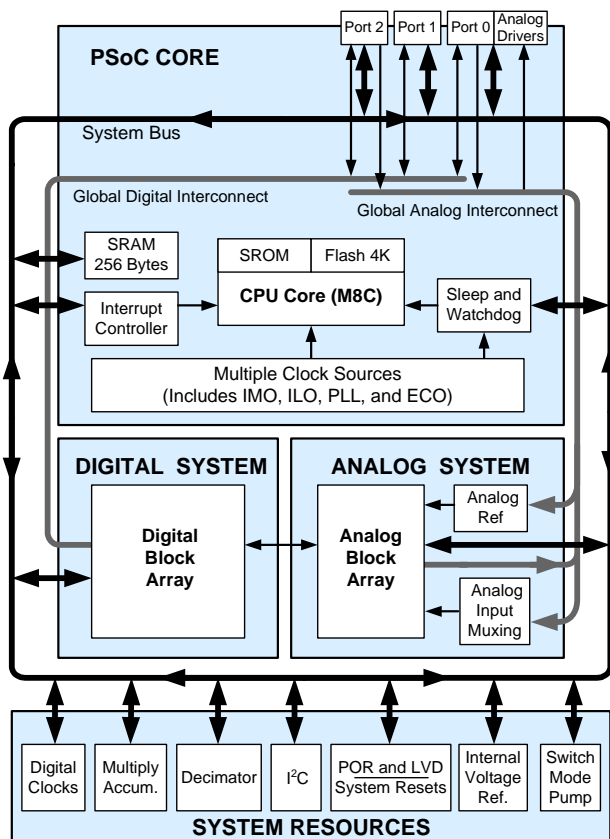 Port 2 Port 1 Port 0 Analog
Drivers
PSoC CORE
System Bus
Global Digital Interconnect
Global Analog Interconnect
SRAM
256 Bytes
SROM Flash 4K
CPU Core (M8C)
Interrupt
Controller
Sleep and
Watchdog
Multiple Clock Sources
(Includes IMO, ILO, PLL, and ECO)
DIGITAL SYSTEM
Digital
Block
Array
ANALOG SYSTEM
Analog
Block
Array
Analog
Ref
Analog
Input
Muxing
Digital
Clocks
Multiply
Accum.
Decimator
I²C
POR and LVD
System Resets
Internal
Voltage
Ref.
Switch
Mode
Pump
SYSTEM RESOURCES